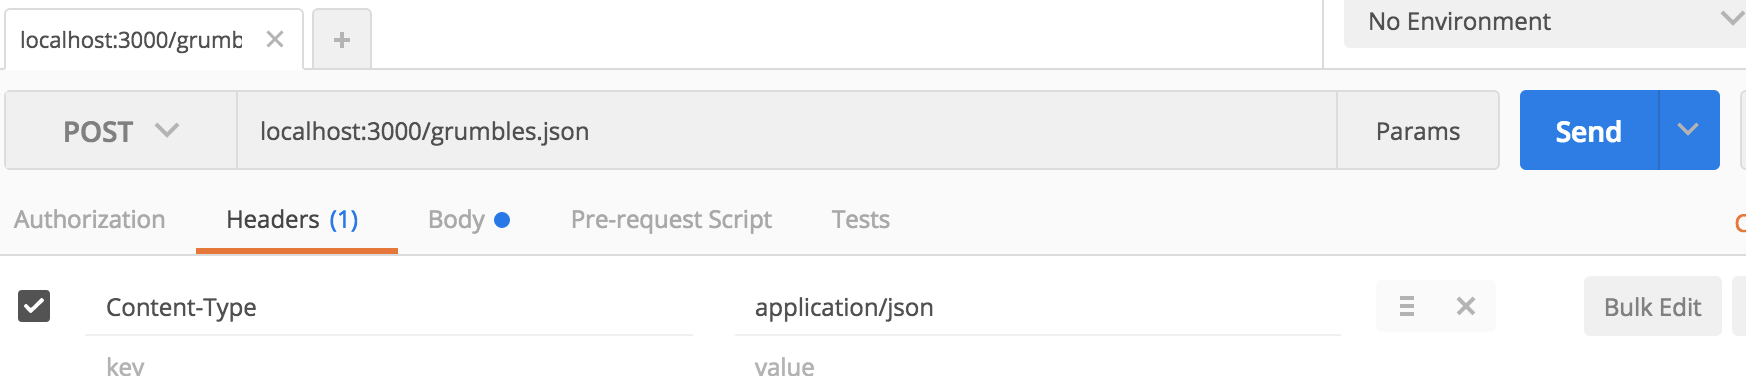 localhost:3000/grumb
No Environment
POST localhost:3000/grumbles.json Params Send
Authorization Headers (1) Body Pre-request Script Tests
Content-Type application/json Bulk Edit
key value